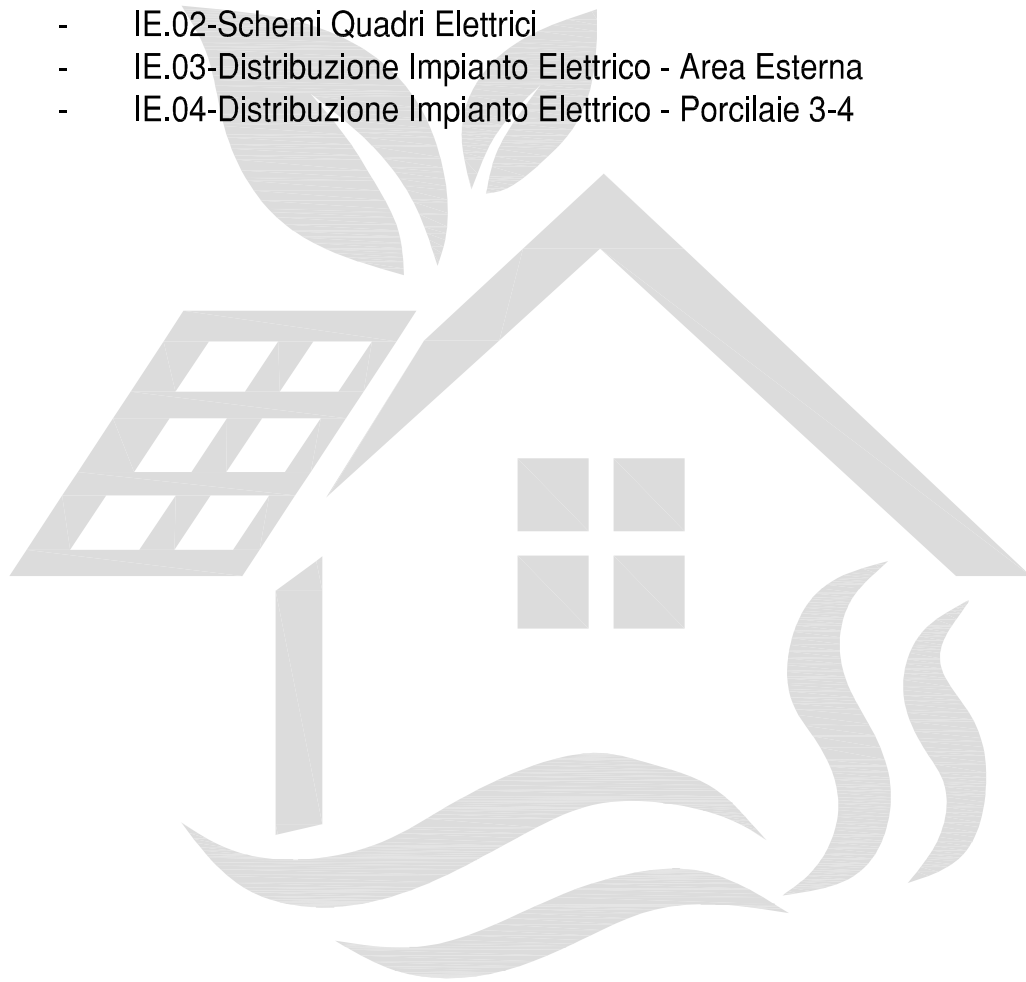 - IE.02-Schemi Quadri Elettrici
- IE.03-Distribuzione Impianto Elettrico - Area Esterna
- IE.04-Distribuzione Impianto Elettrico - Porcilaie 3-4